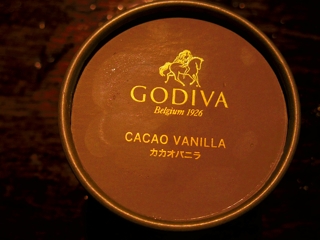 GODIVA
Belgium 1926
CACAO VANILLA
カカオバニラ